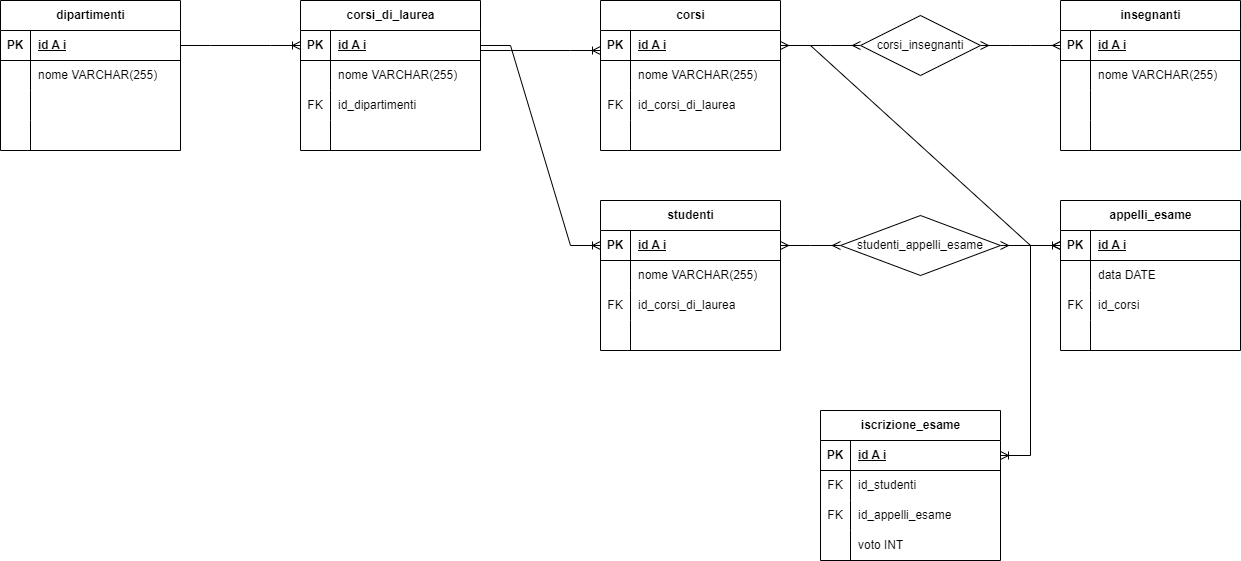 dipartimenti
PK id A i
nome VARCHAR(255)
corsi_di_laurea
PK id A i
nome VARCHAR(255)
FK id_dipartimenti
corsi
PK id A i
nome VARCHAR(255)
FK id_corsi_di_laurea
corsi_insegnanti
insegnanti
PK id A i
nome VARCHAR(255)
studenti
PK id A i
nome VARCHAR(255)
FK id_corsi_di_laurea
studenti_appelli_esame
appelli_esame
PK id A i
data DATE
FK id_corsi
iscrizione_esame
PK id A i
FK id_studenti
FK id_appelli_esame
voto INT